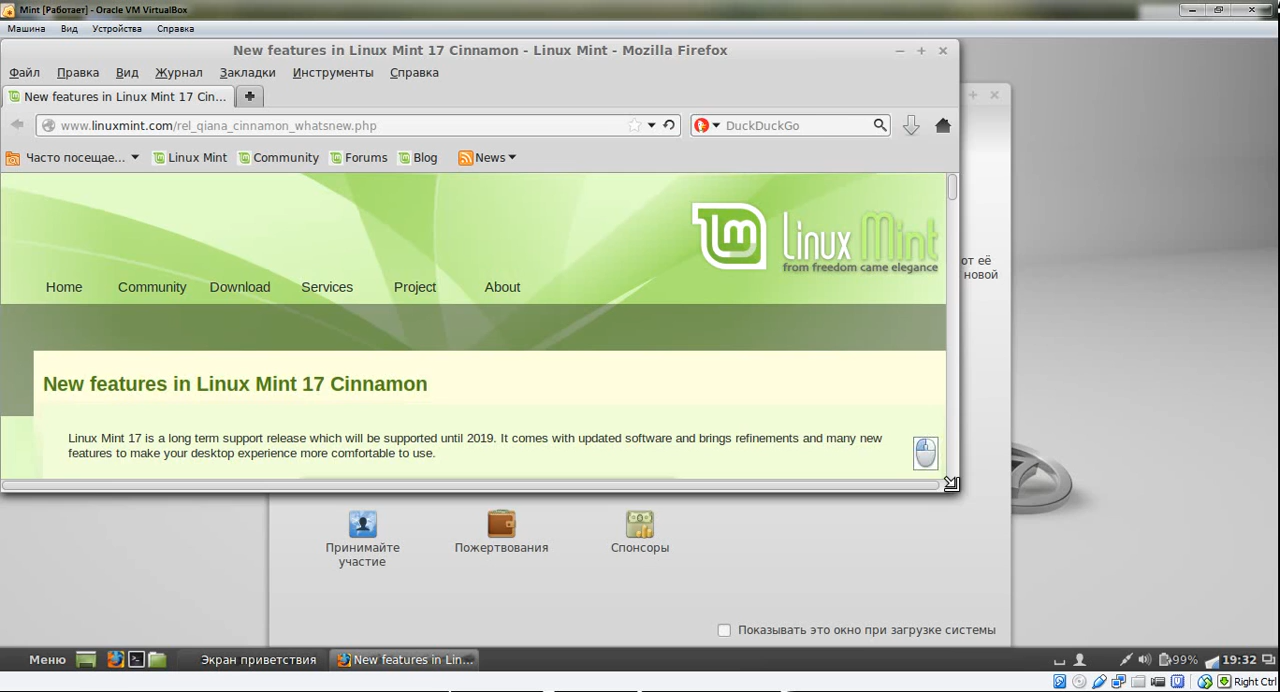 Mint [Работает] - Oracle VM VirtualBox
Машина Вид Устройства Справка
New features in Linux Mint 17 Cinnamon - Linux Mint - Mozilla Firefox
Файл Правка Вид Журнал Закладки Инструменты Справка
New features in Linux Mint 17 Cin...
www.linuxmint.com/rel_qiana_cinnamon_whatsnew.php
DuckDuckGo
Часто посещае... Linux Mint Community Forums Blog News
Linux Mint
from freedom came elegance
от её
новой
Home Community Download Services Project About
New features in Linux Mint 17 Cinnamon
Linux Mint 17 is a long term support release which will be supported until 2019. It comes with updated software and brings refinements and many new
features to make your desktop experience more comfortable to use.
Принимайте участие
Пожертвования
Спонсоры
Показывать это окно при загрузке системы
Меню Экран приветствия New features in Lin... 99% 19:32
Right Ctrl